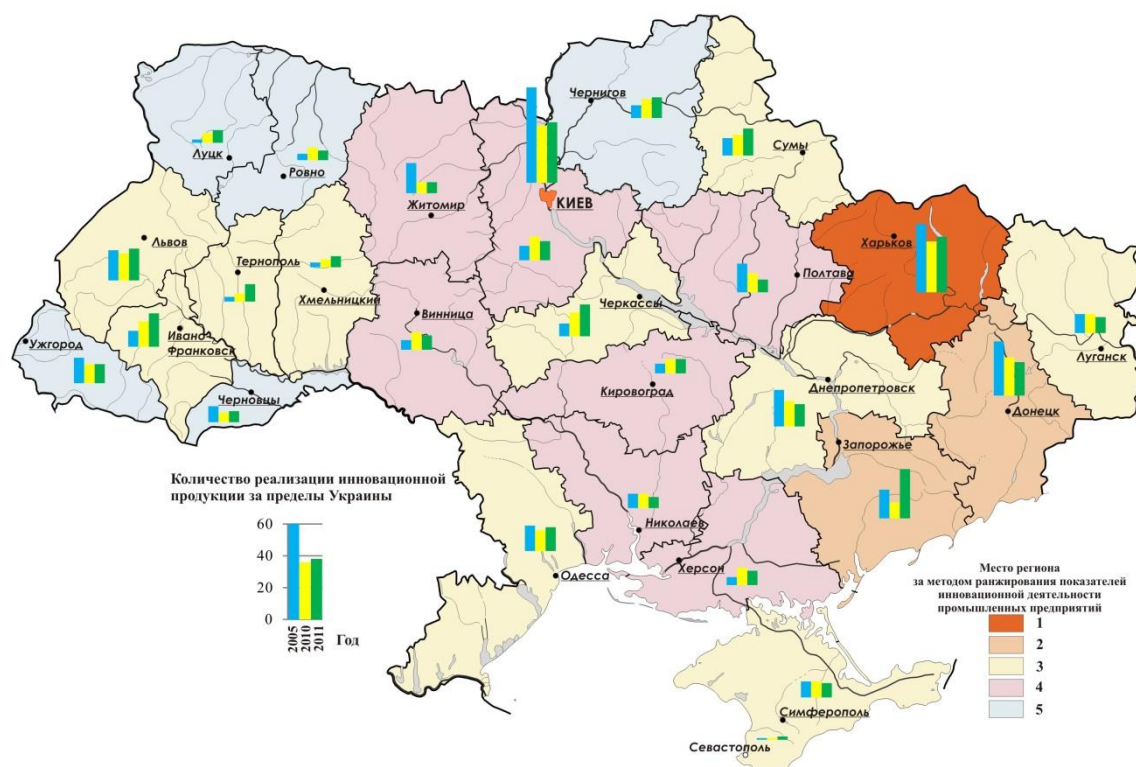 Чернигов
Сумы
Луцк
Ровно
Житомир
КИЕВ
Харьков
Львов
Тернополь
Хмельницкий
Полтава
Черкассы
Винница
Ивано
Франковск
Ужгород
Черновцы
Луганск
Днепропетровск
Кировоград
Донецк
Запорожье
Николаев
Херсон
Одесса
Симферополь
Севастополь
Количество реализации инновационной
продукции за пределы Украины
60
40
20
0
2005
2010
2011
Год
Место региона
за методом ранжирования показателей
инновационной деятельности
промышленных предприятий
1
2
3
4
5